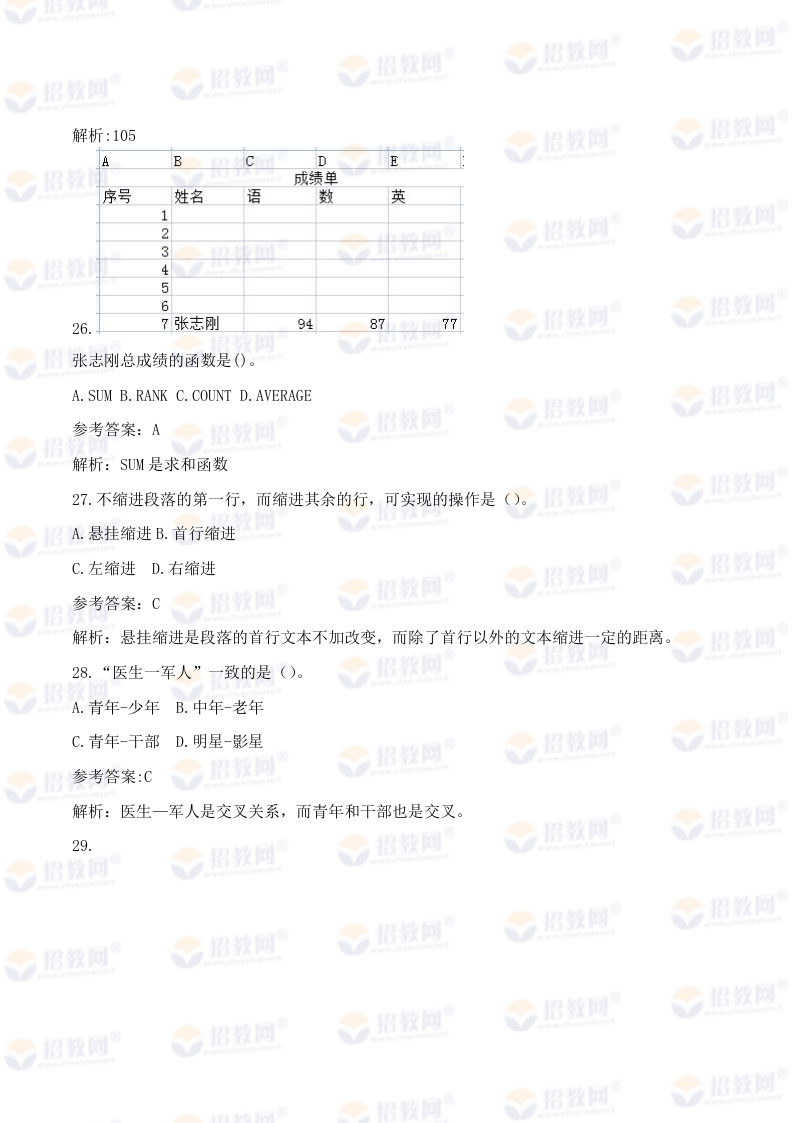 解析:105
A B C D E
成绩单
序号 姓名 语 数 英
1
2
3
4
5
6
7 张志刚 94 87 77
26.
张志刚总成绩的函数是()。
A.SUM B.RANK C.COUNT D.AVERAGE
参考答案：A
解析：SUM 是求和函数
27.不缩进段落的第一行，而缩进其余的行，可实现的操作是（）。
A.悬挂缩进 B.首行缩进
C.左缩进 D.右缩进
参考答案：C
解析：悬挂缩进是段落的首行文本不加改变，而除了首行以外的文本缩进一定的距离。
28.“医生一军人”一致的是（）。
A.青年-少年 B.中年-老年
C.青年-干部 D.明星-影星
参考答案:C
解析：医生—军人是交叉关系，而青年和干部也是交叉。
29.
招教网